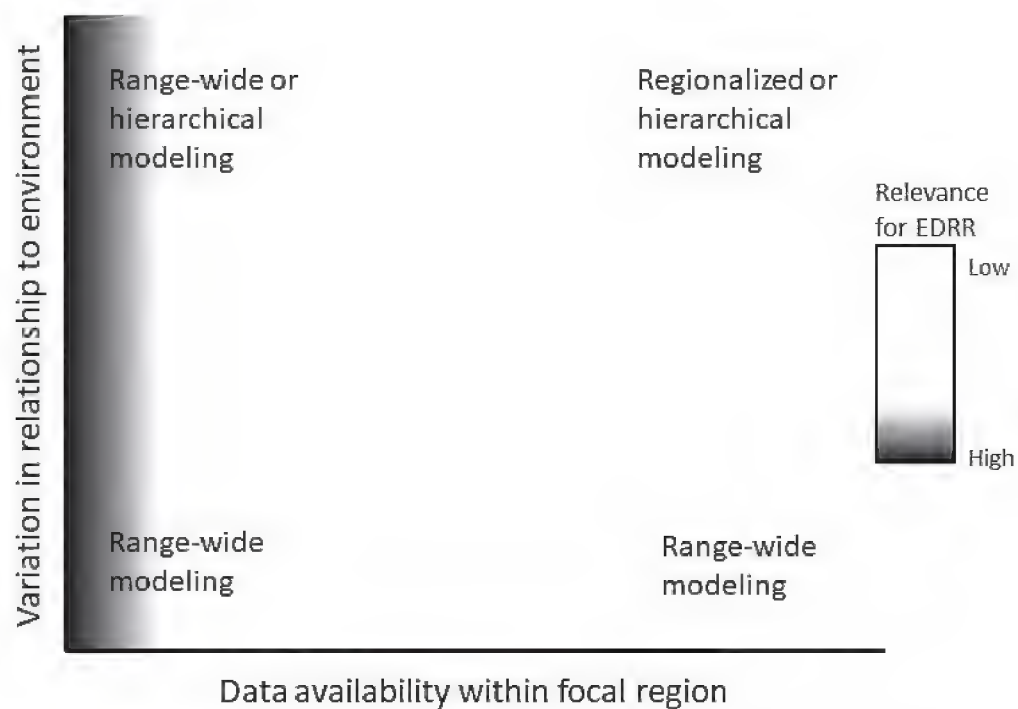 Variation in relationship to environment
Range-wide or
hierarchical
modeling
Regionalized or
hierarchical
modeling
Relevance
for EDRR
Low
High
Range-wide
modeling
Range-wide
modeling
Data availability within focal region